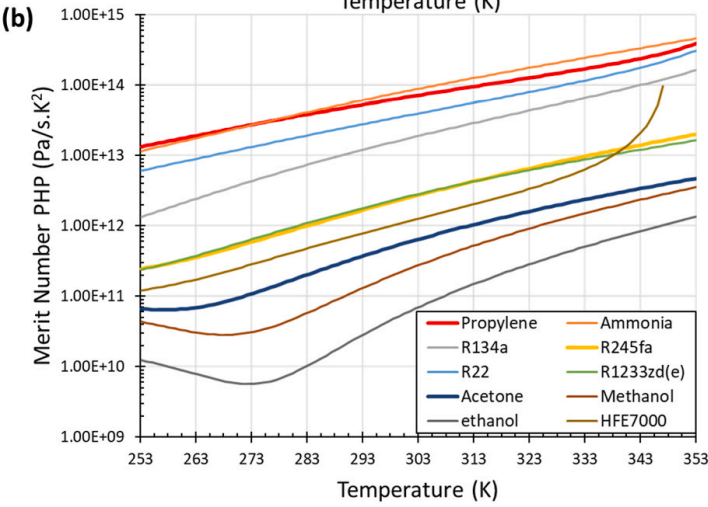 Temperature (K)
(b)
1.00E+15
1.00E+14
1.00E+13
1.00E+12
1.00E+11
1.00E+10
1.00E+09
Merit Number PHP (Pa/s.K²)
Propylene Ammonia
R134a R245fa
R22 R1233zd(e)
Acetone Methanol
ethanol HFE7000
253 263 273 283 293 303 313 323 333 343 353
Temperature (K)